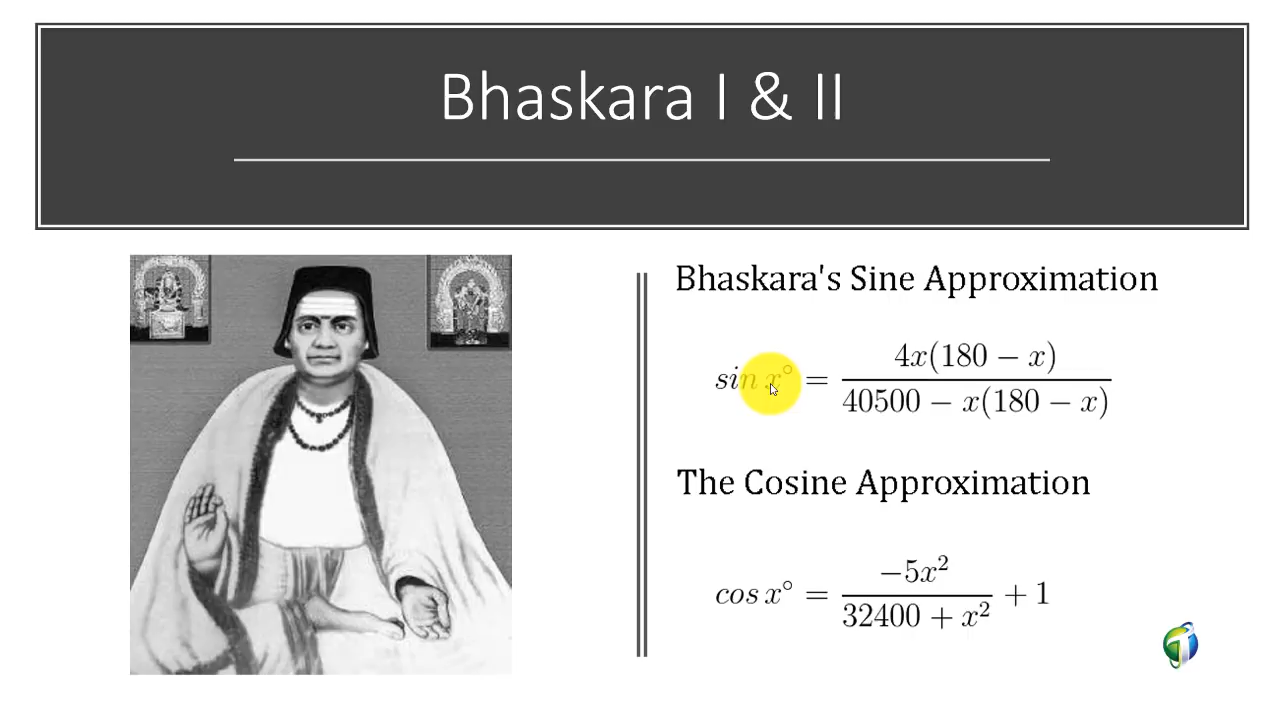 Bhaskara I & II
Bhaskara's Sine Approximation
sin x° = 4x(180 − x) / 40500 − x(180 − x)
The Cosine Approximation
cos x° = −5x² / 32400 + x² + 1